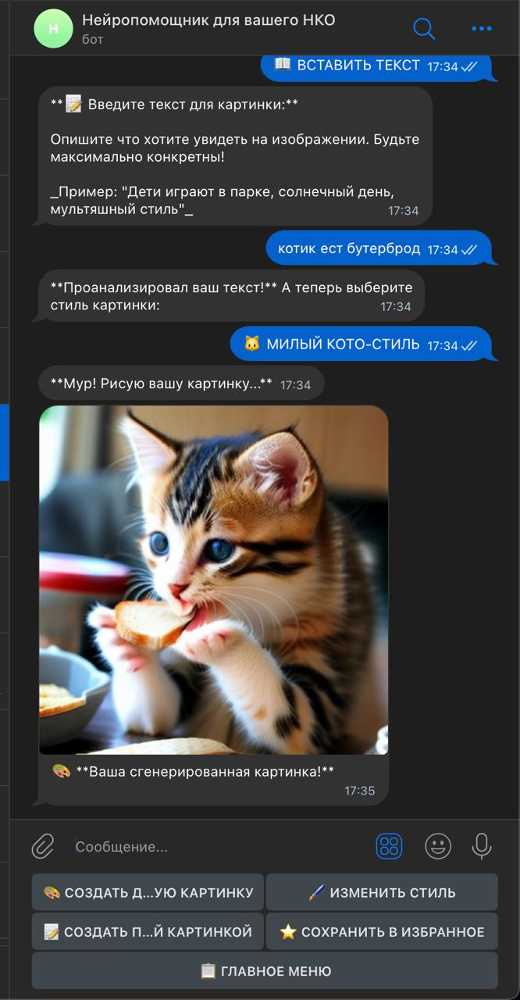 Н
Нейропомощник для вашего НКО
бот
📖 ВСТАВИТЬ ТЕКСТ 17:34
**📝 Введите текст для картинки:**
Опишите что хотите увидеть на изображении. Будьте
максимально конкретны!
_Пример: "Дети играют в парке, солнечный день,
мультяшный стиль"_ 17:34
котик ест бутерброд 17:34
**Проанализировал ваш текст!** А теперь выберите
стиль картинки: 17:34
🐱 МИЛЫЙ КОТО-СТИЛЬ 17:34
**Мур! Рисую вашу картинку...** 17:34
🎨 **Ваша сгенерированная картинка!**
17:35
Сообщение...
🎨 СОЗДАТЬ Д...УЮ КАРТИНКУ
🖌️ ИЗМЕНИТЬ СТИЛЬ
📝 СОЗДАТЬ П...Й КАРТИНКОЙ
⭐ СОХРАНИТЬ В ИЗБРАННОЕ
📋 ГЛАВНОЕ МЕНЮ